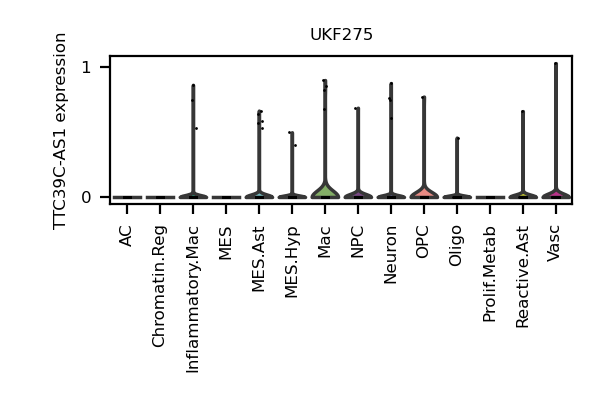 UKF275
TTC39C-AS1 expression
1
0
AC
Chromatin.Reg
Inflammatory.Mac
MES
MES.Ast
MES.Hyp
Mac
NPC
Neuron
OPC
Oligo
Prolif.Metab
Reactive.Ast
Vasc